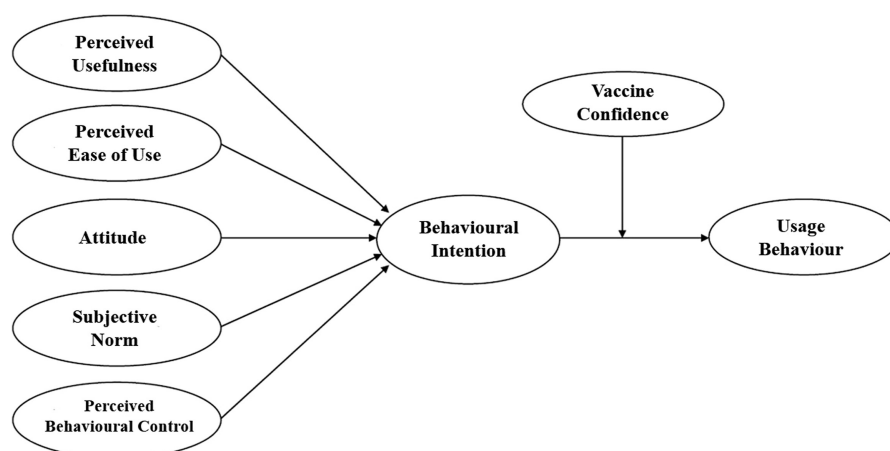 Perceived
Usefulness
Perceived
Ease of Use
Attitude
Subjective
Norm
Perceived
Behavioural Control
Behavioural
Intention
Vaccine
Confidence
Usage
Behaviour